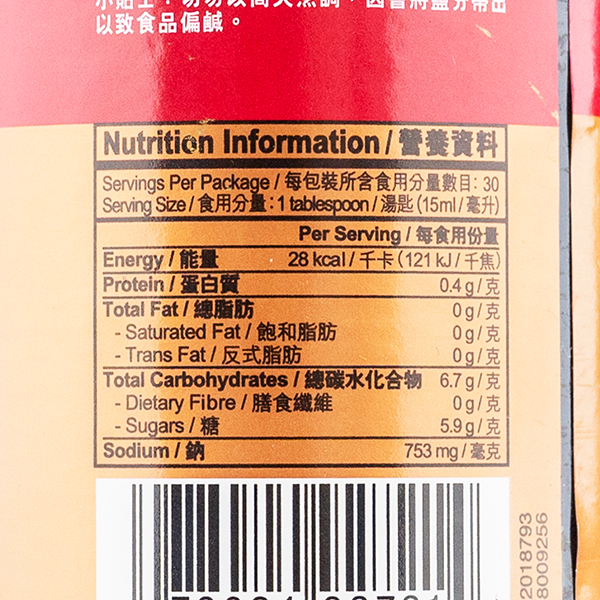 以致食品偏鹹。
Nutrition Information / 營養資料
Servings Per Package / 每包裝所含食用分量數目: 30
Serving Size / 食用分量: 1 tablespoon / 湯匙 (15ml / 毫升)
Per Serving / 每食用份量
Energy / 能量 28 kcal / 千卡 (121 kJ / 千焦)
Protein / 蛋白質 0.4 g / 克
Total Fat / 總脂肪 0 g / 克
- Saturated Fat / 飽和脂肪 0 g / 克
- Trans Fat / 反式脂肪 0 g / 克
Total Carbohydrates / 總碳水化合物 6.7 g / 克
- Dietary Fibre / 膳食纖維 0 g / 克
- Sugars / 糖 5.9 g / 克
Sodium / 鈉 753 mg / 毫克
2018793
8009256